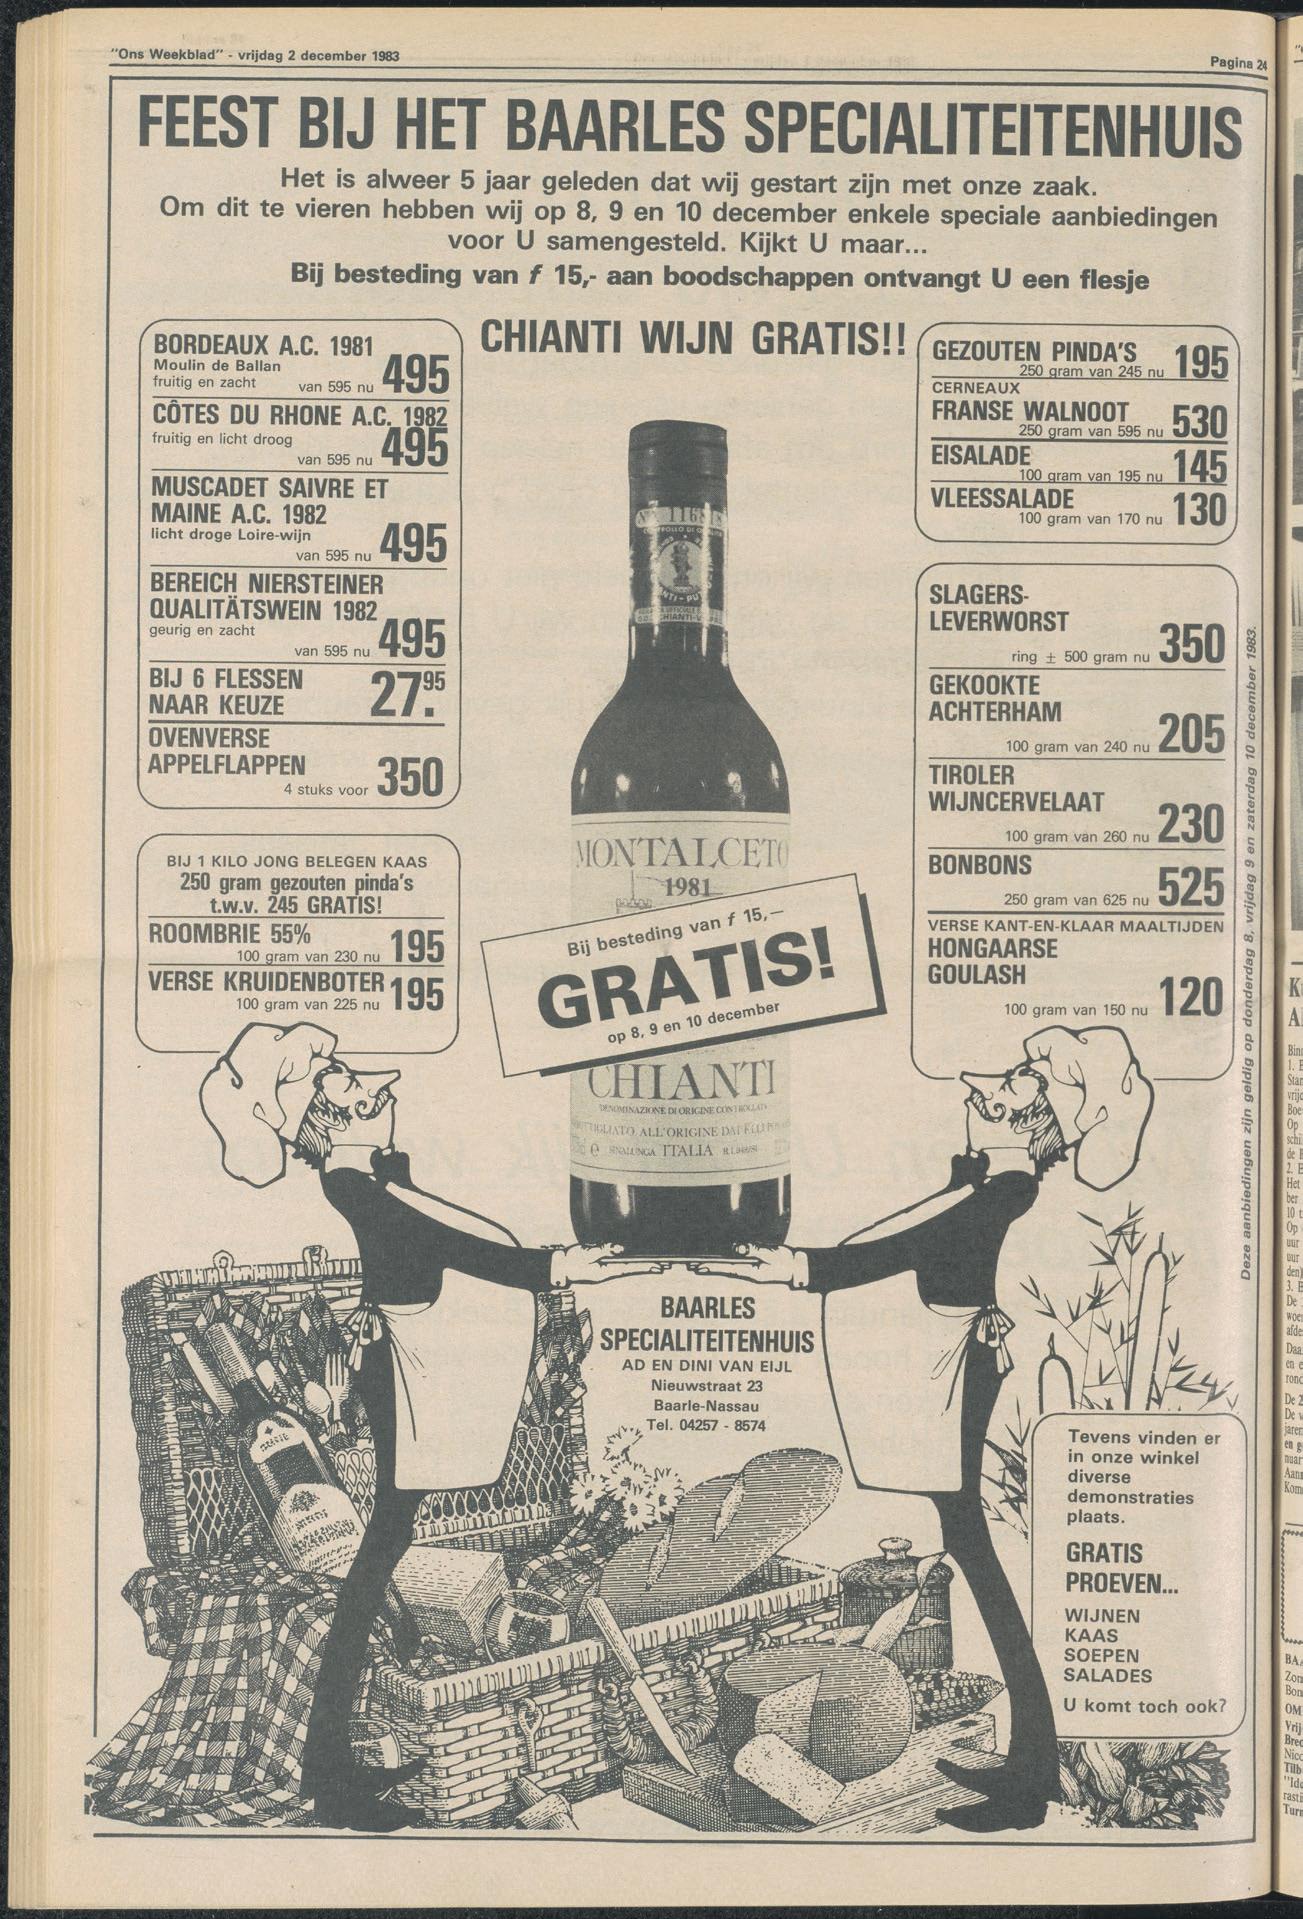 "Ons Weekblad" - vrijdag 2 december 1983
Pagina 24
FEEST BIJ HET BAARLES SPECIALITEITENHUIS
Het is alweer 5 jaar geleden dat wij gestart zijn met onze zaak.
Om dit te vieren hebben wij op 8, 9 en 10 december enkele speciale aanbiedingen
voor U samengesteld. Kijkt U maar...
Bij besteding van f 15,- aan boodschappen ontvangt U een flesje
CHIANTI WIJN GRATIS!!
BORDEAUX A.C. 1981
Moulin de Ballan
fruitig en zacht van 595 nu 495
CÔTES DU RHONE A.C. 1982
fruitig en licht droog
van 595 nu 495
MUSCADET SAIVRE ET
MAINE A.C. 1982
licht droge Loire-wijn
van 595 nu 495
BEREICH NIERSTEINER
QUALITÄTSWEIN 1982
geurig en zacht
van 595 nu 495
BIJ 6 FLESSEN
NAAR KEUZE 27.95
OVENVERSE
APPELFLAPPEN
4 stuks voor 350
BIJ 1 KILO JONG BELEGEN KAAS
250 gram gezouten pinda's
t.w.v. 245 GRATIS!
ROOMBRIE 55%
100 gram van 230 nu 195
VERSE KRUIDENBOTER
100 gram van 225 nu 195
MONTALCETO
1981
Bij besteding van f 15,—
GRATIS!
op 8, 9 en 10 december
CHIANTI
DENOMINAZIONE DI ORIGINE CONTROLLATA
ALL'ORIGINE
SINALUNGA ITALIA
GEZOUTEN PINDA'S
250 gram van 245 nu 195
CERNEAUX
FRANSE WALNOOT
250 gram van 595 nu 530
EISALADE
100 gram van 195 nu 145
VLEESSALADE
100 gram van 170 nu 130
SLAGERS-
LEVERWORST
ring ± 500 gram nu 350
GEKOOKTE
ACHTERHAM
100 gram van 240 nu 205
TIROLER
WIJNCERVELAAT
100 gram van 260 nu 230
BONBONS
250 gram van 625 nu 525
VERSE KANT-EN-KLAAR MAALTIJDEN
HONGAARSE
GOULASH
100 gram van 150 nu 120
Deze aanbiedingen zijn geldig op donderdag 8, vrijdag 9 en zaterdag 10 december 1983.
BAARLES
SPECIALITEITENHUIS
AD EN DINI VAN EIJL
Nieuwstraat 23
Baarle-Nassau
Tel. 04257 - 8574
Tevens vinden er
in onze winkel
diverse
demonstraties
plaats.
GRATIS
PROEVEN...
WIJNEN
KAAS
SOEPEN
SALADES
U komt toch ook?